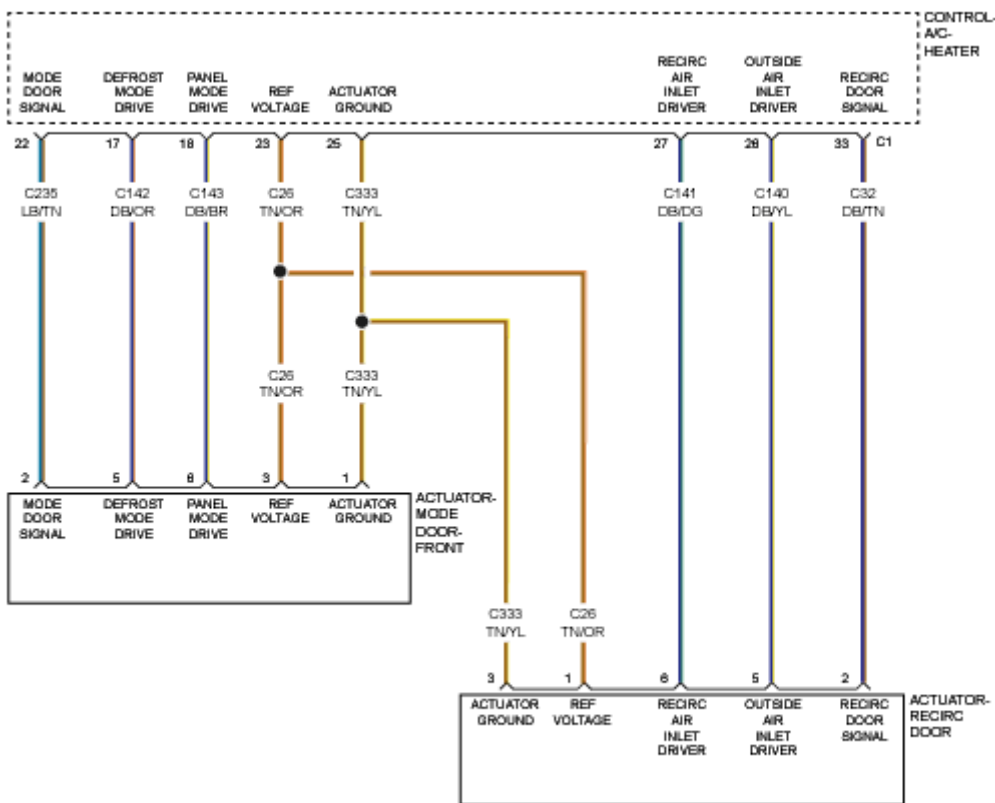 CONTROL-
A/C-
HEATER
MODE
DOOR
SIGNAL
DEFROST
MODE
DRIVE
PANEL
MODE
DRIVE
REF
VOLTAGE
ACTUATOR
GROUND
RECIRC
AIR
INLET
DRIVER
OUTSIDE
AIR
INLET
DRIVER
RECIRC
DOOR
SIGNAL
22 17 18 23 25 27 26 33 C1
C235
LB/TN
C142
DB/OR
C143
DB/BR
C26
TN/OR
C333
TN/YL
C141
DB/DG
C140
DB/YL
C32
DB/TN
C26
TN/OR
C333
TN/YL
2 5 6 3 1
MODE
DOOR
SIGNAL
DEFROST
MODE
DRIVE
PANEL
MODE
DRIVE
REF
VOLTAGE
ACTUATOR
GROUND
ACTUATOR-
MODE
DOOR-
FRONT
C333
TN/YL
C26
TN/OR
3 1 6 5 2
ACTUATOR
GROUND
REF
VOLTAGE
RECIRC
AIR
INLET
DRIVER
OUTSIDE
AIR
INLET
DRIVER
RECIRC
DOOR
SIGNAL
ACTUATOR-
RECIRC
DOOR